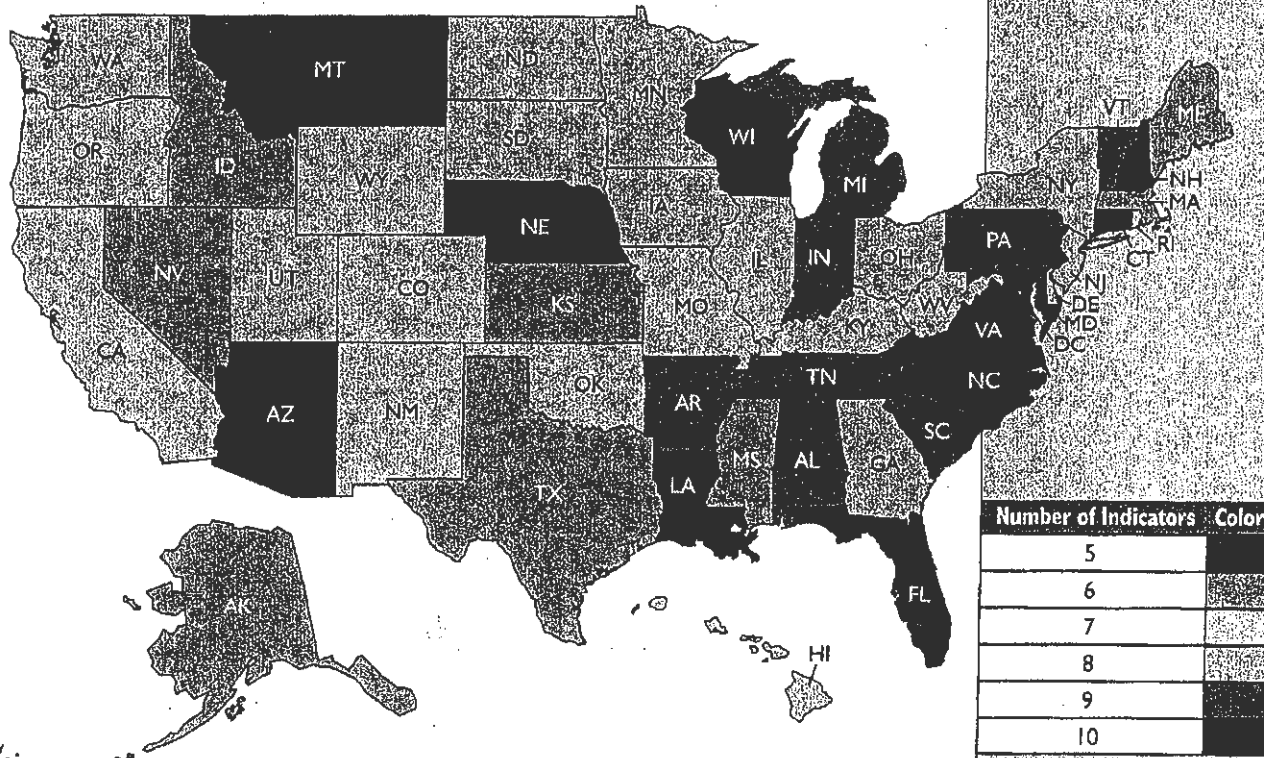 WA
MT
ND
MN
VT
ME
OR
ID
SD
WI
WY
MI
NY
NH
MA
NE
IA
PA
RI
CT
NV
UT
CO
IL
IN
OH
NJ
KS
MO
WV
DE
MD
DC
VA
KY
CA
TN
NC
AZ
NM
OK
AR
SC
MS
AL
GA
LA
TX
Number of Indicators Color
5
6
7
8
9
10
AK
FL
HI